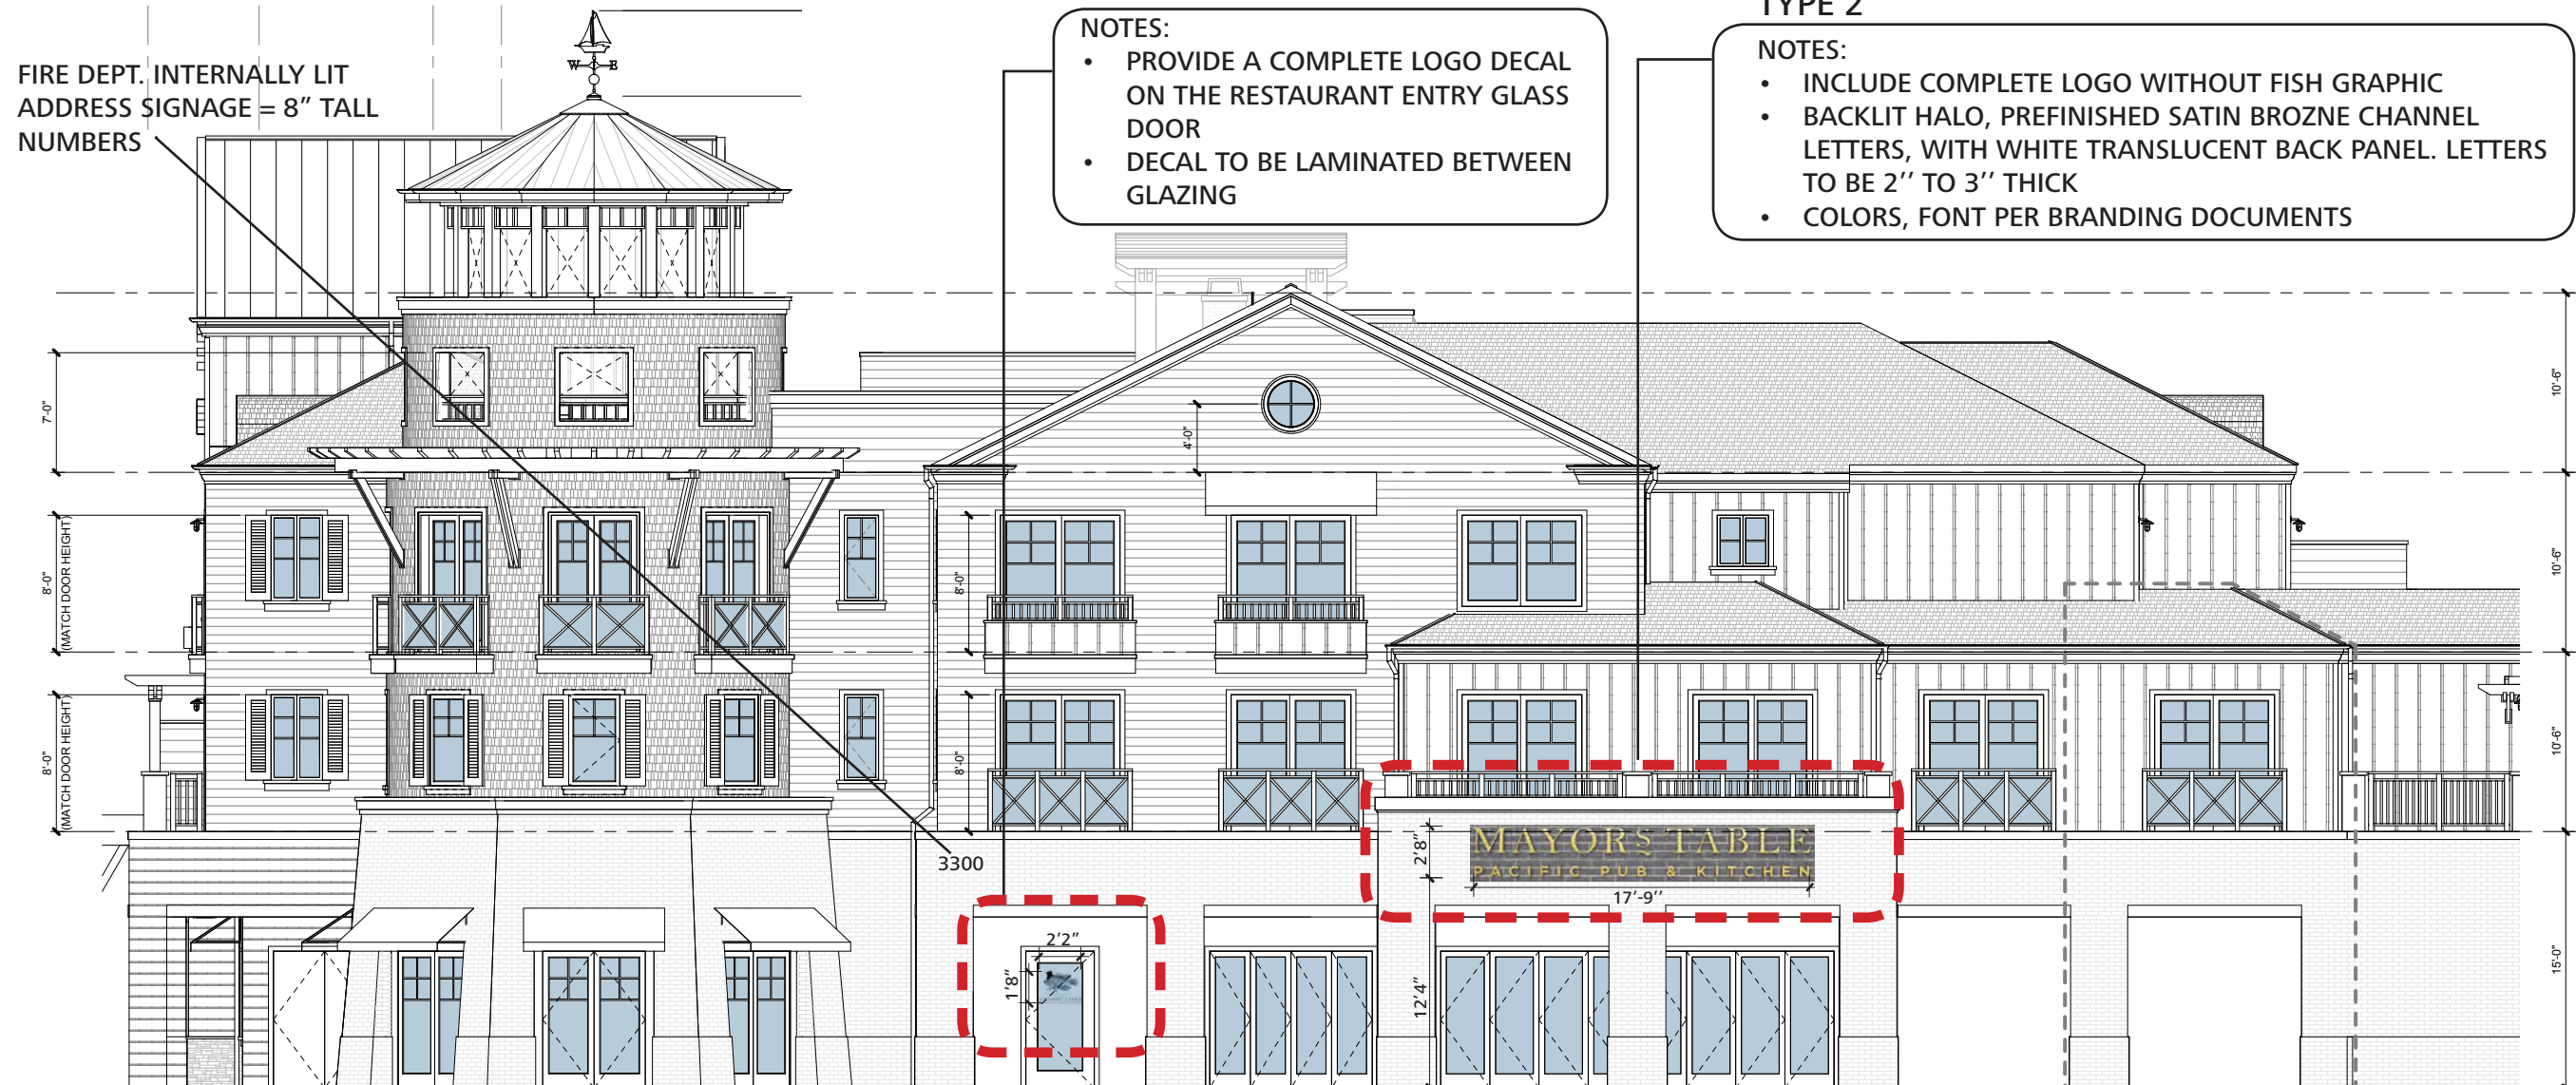 TYPE 2
FIRE DEPT. INTERNALLY LIT
ADDRESS SIGNAGE = 8” TALL
NUMBERS
W E
NOTES:
• PROVIDE A COMPLETE LOGO DECAL
ON THE RESTAURANT ENTRY GLASS
DOOR
• DECAL TO BE LAMINATED BETWEEN
GLAZING
NOTES:
• INCLUDE COMPLETE LOGO WITHOUT FISH GRAPHIC
• BACKLIT HALO, PREFINISHED SATIN BROZNE CHANNEL
LETTERS, WITH WHITE TRANSLUCENT BACK PANEL. LETTERS
TO BE 2’’ TO 3’’ THICK
• COLORS, FONT PER BRANDING DOCUMENTS
7'-0"
4'-0"
10'-6"
8'-0"
(MATCH DOOR HEIGHT)
8'-0"
10'-6"
8'-0"
(MATCH DOOR HEIGHT)
8'-0"
10'-6"
3300
2’8”
MAYORS TABLE
PACIFIC PUB & KITCHEN
17’-9’’
2’2”
1’8”
12’4”
15'-0"